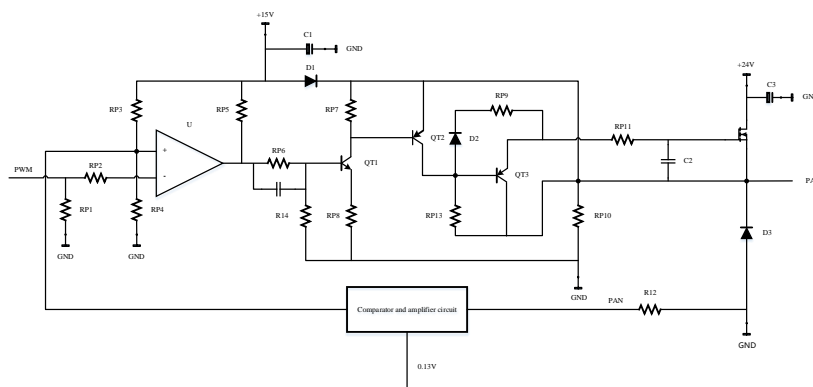 +15V
C1
GND
D1
+24V
C3
GN
RP3
U
RP5
RP7
RP9
QT2
D2
RP11
+
PWM
RP2
-
RP6
QT1
QT3
C2
PA
RP1
RP4
R14
RP8
RP13
RP10
D3
GND
GND
GND
Comparator and amplifier circuit
PAN
R12
GND
0.13V